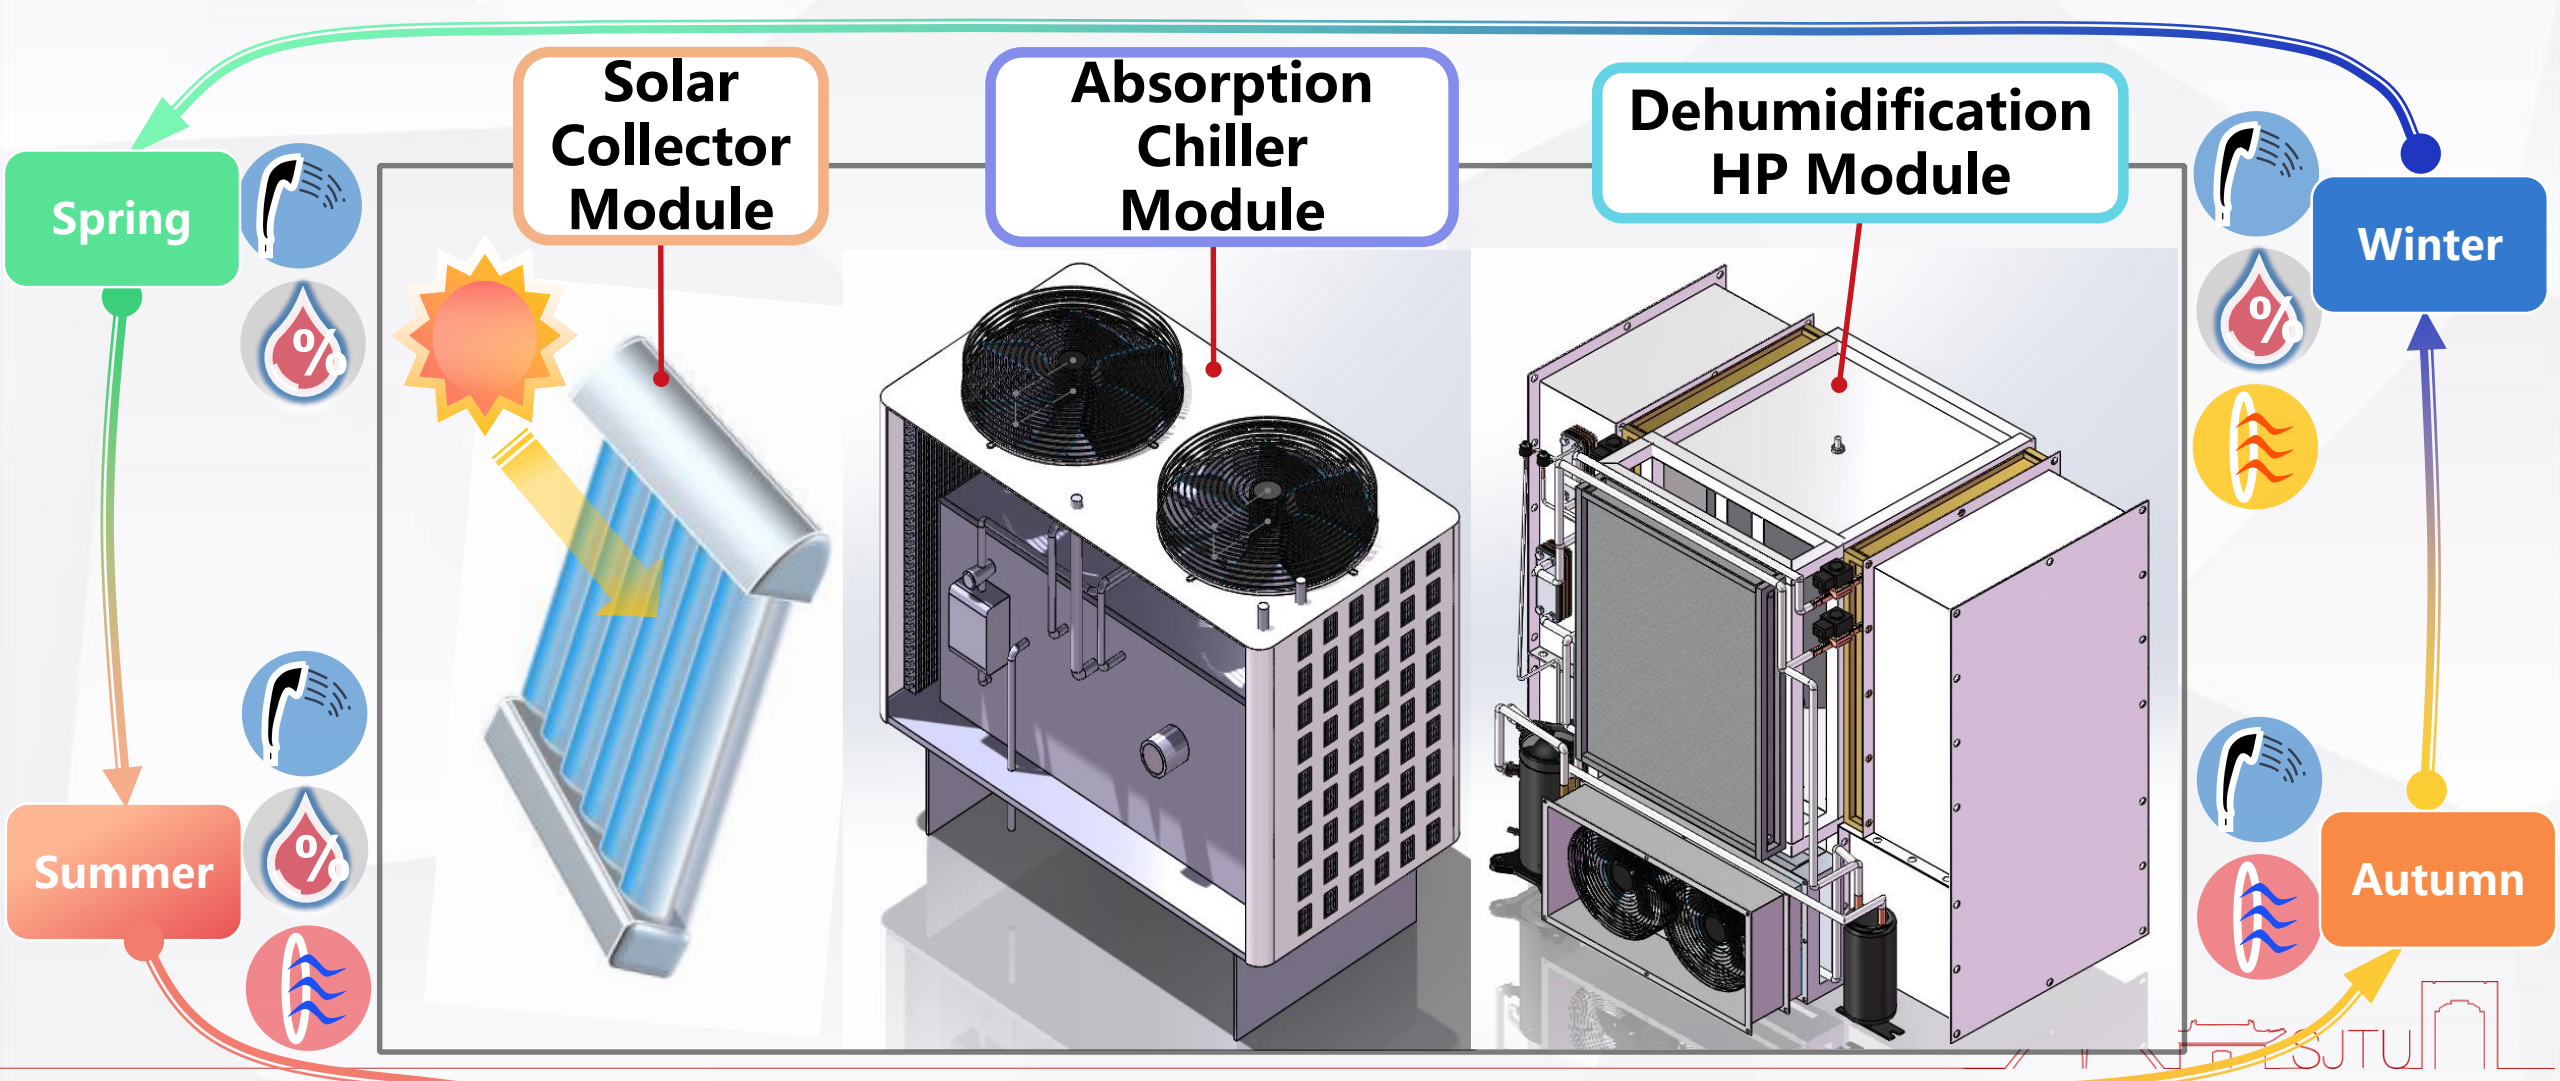 Solar
Collector
Module
Absorption
Chiller
Module
Dehumidification
HP Module
Spring
%
Winter
%
Summer
%
Autumn
SJTU